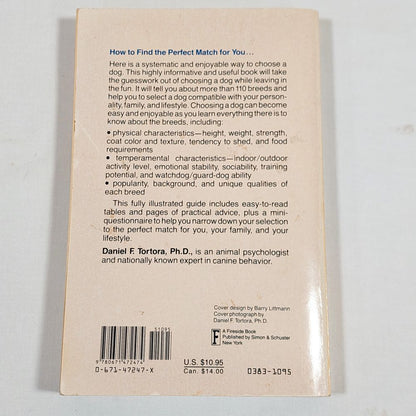 How to Find the Perfect Match for You...
Here is a systematic and enjoyable way to choose a
dog. This highly informative and useful book will take
the guesswork out of choosing a dog while leaving in
the fun. It will tell you about more than 110 breeds and
help you to select a dog compatible with your person-
ality, family, and lifestyle. Choosing a dog can become
easy and enjoyable as you learn everything there is to
know about the breeds, including:
• physical characteristics—height, weight, strength,
coat color and texture, tendency to shed, and food
requirements
• temperamental characteristics—indoor/outdoor
activity level, emotional stability, sociability, training
potential, and watchdog/guard-dog ability
• popularity, background, and unique qualities of
each breed
This fully illustrated guide includes easy-to-read
tables and pages of practical advice, plus a mini-
questionnaire to help you narrow down your selection
to the perfect match for you, your family, and your
lifestyle.
Daniel F. Tortora, Ph.D., is an animal psychologist
and nationally known expert in canine behavior.
Cover design by Barry Littmann
Cover photograph by
Daniel F. Tortora, Ph.D.
F
A Fireside Book
Published by Simon & Schuster
New York
51095
9 780671 472474
0-671-47247-X
U.S. $10.95
Can. $14.00
0383-1095